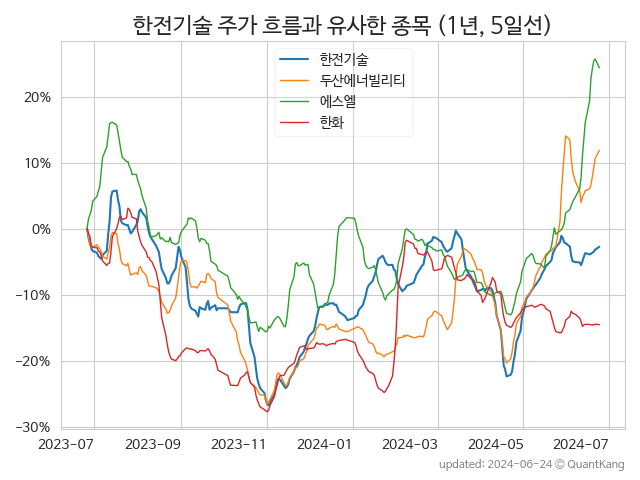 한전기술 주가 흐름과 유사한 종목 (1년, 5일선)
한전기술
두산에너빌리티
에스엘
한화
20%
10%
0%
−10%
−20%
−30%
2023-07 2023-09 2023-11 2024-01 2024-03 2024-05 2024-07
updated: 2024-06-24 © QuantKang